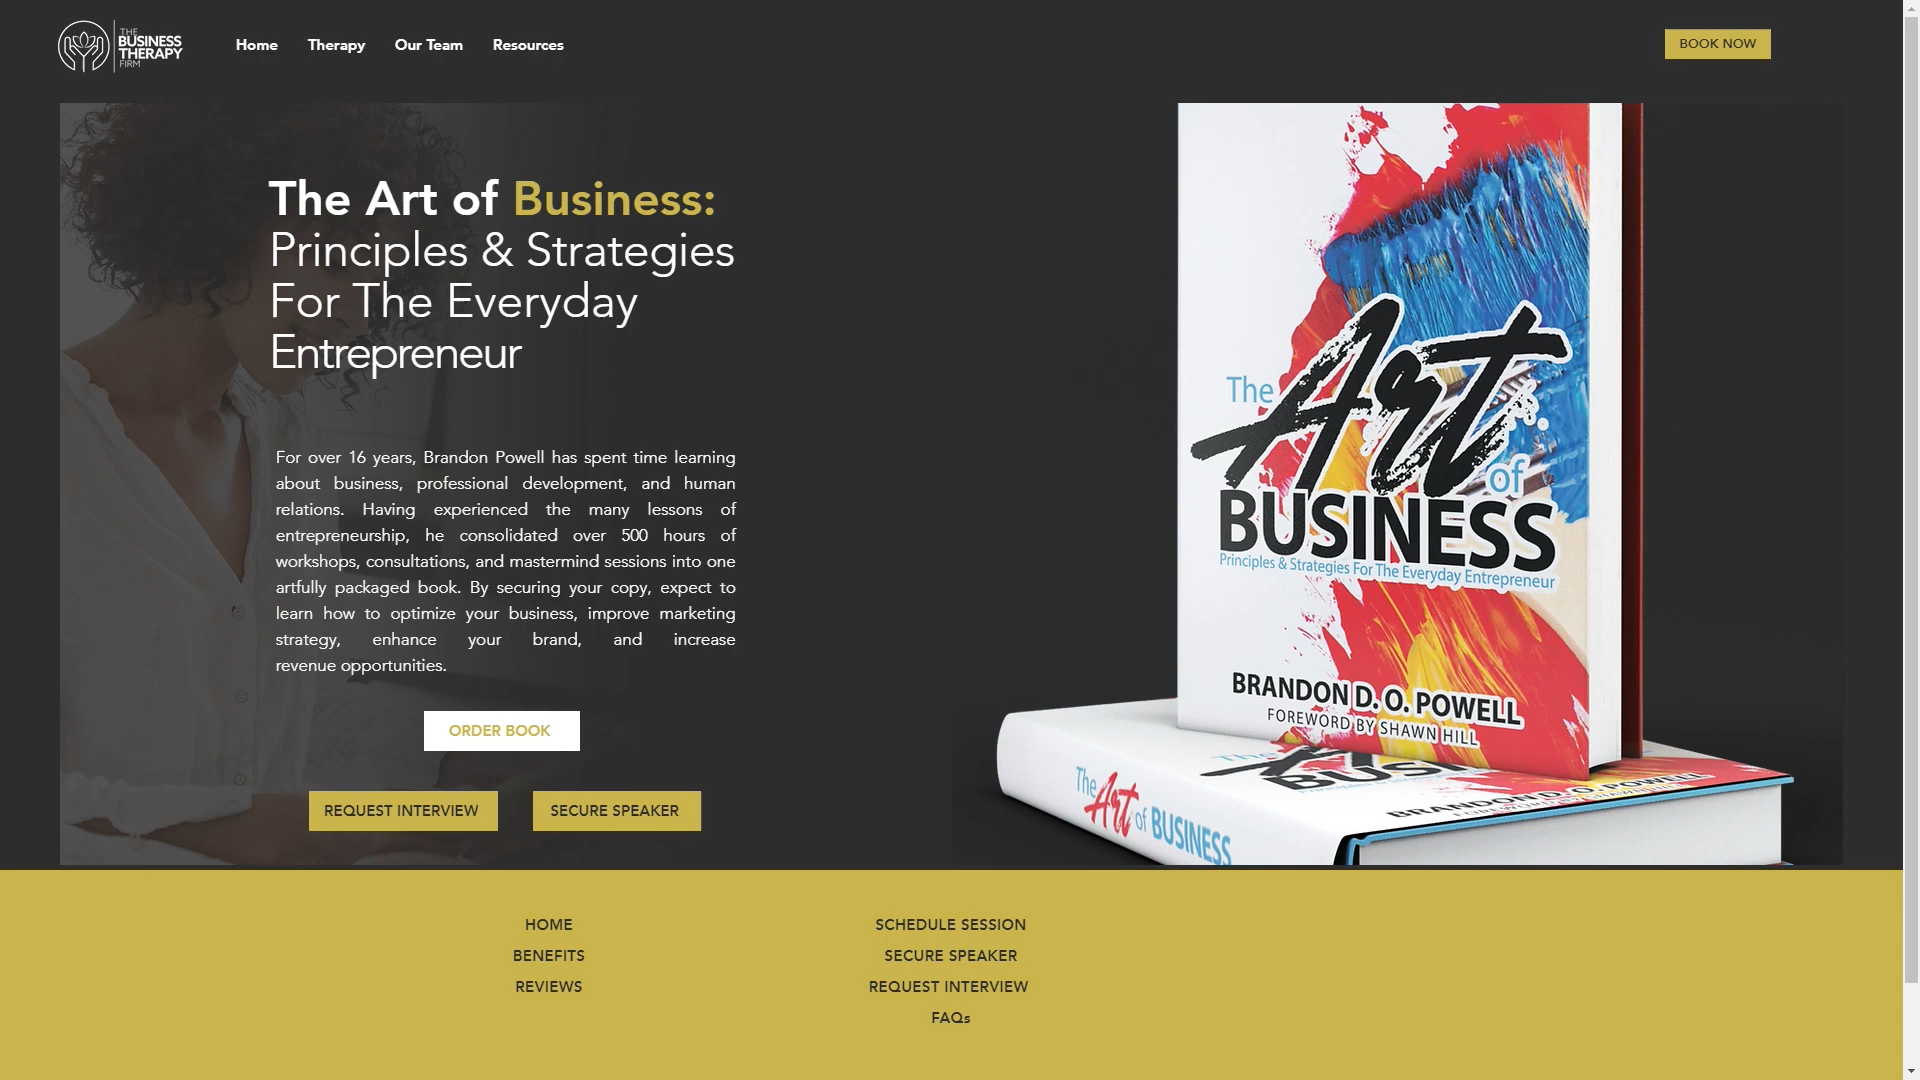 THE
BUSINESS
THERAPY
FIRM
Home
Therapy
Our Team
Resources
BOOK NOW
The Art of Business:
Principles & Strategies
For The Everyday
Entrepreneur
For over 16 years, Brandon Powell has spent time learning
about business, professional development, and human
relations. Having experienced the many lessons of
entrepreneurship, he consolidated over 500 hours of
workshops, consultations, and mastermind sessions into one
artfully packaged book. By securing your copy, expect to
learn how to optimize your business, improve marketing
strategy, enhance your brand, and increase
revenue opportunities.
ORDER BOOK
REQUEST INTERVIEW
SECURE SPEAKER
The
Art
of
BUSINESS
Principles & Strategies For The Everyday Entrepreneur
BRANDON D. O. POWELL
FOREWORD BY SHAWN HILL
The Art of BUSINESS
BRANDON D. O. POWELL
HOME
BENEFITS
REVIEWS
SCHEDULE SESSION
SECURE SPEAKER
REQUEST INTERVIEW
FAQs